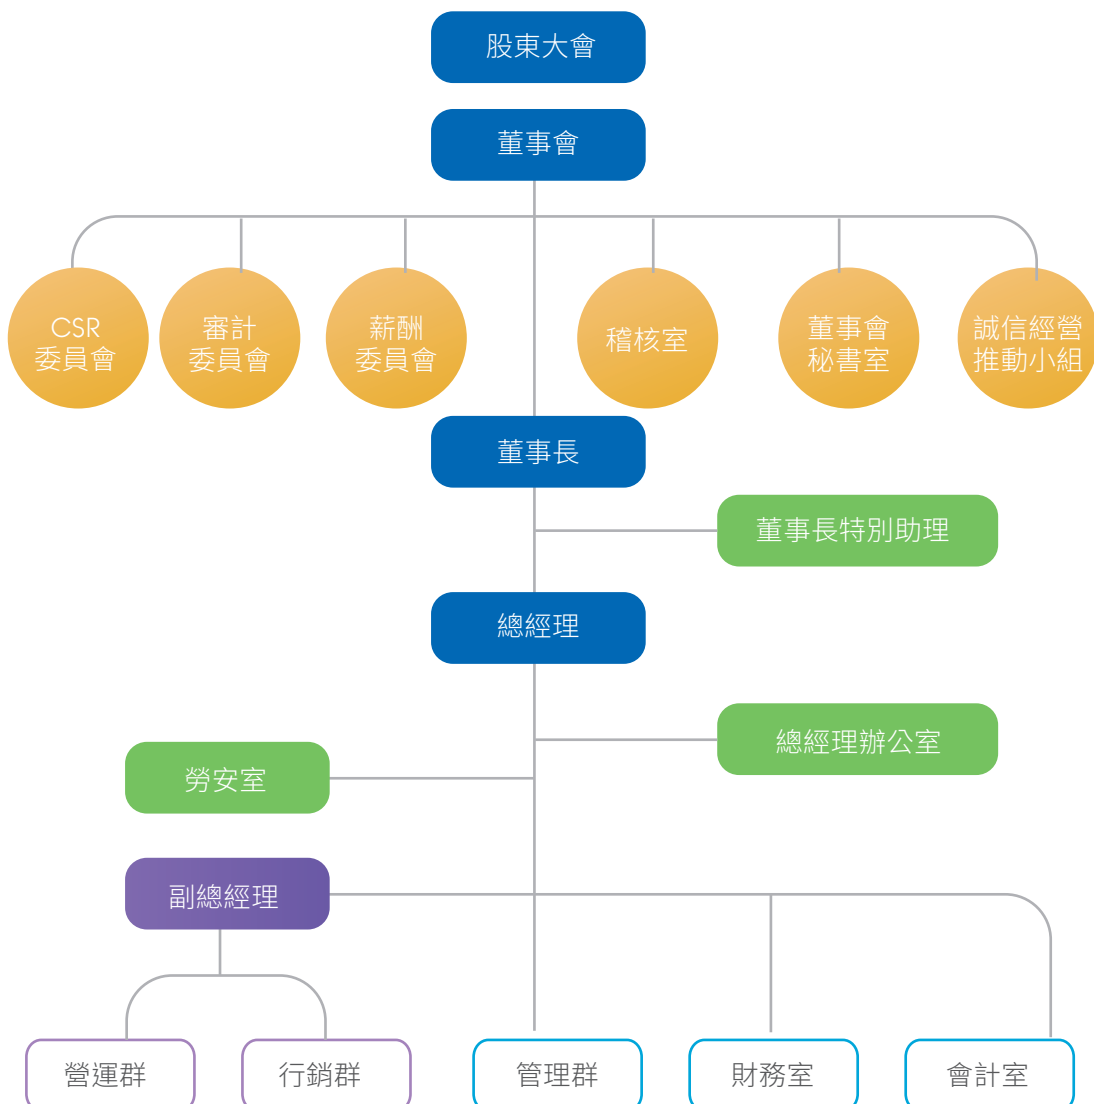 股東大會
董事會
CSR
委員會
審計
委員會
薪酬
委員會
稽核室
董事會
秘書室
誠信經營
推動小組
董事長
董事長特別助理
總經理
總經理辦公室
勞安室
副總經理
營運群
行銷群
管理群
財務室
會計室